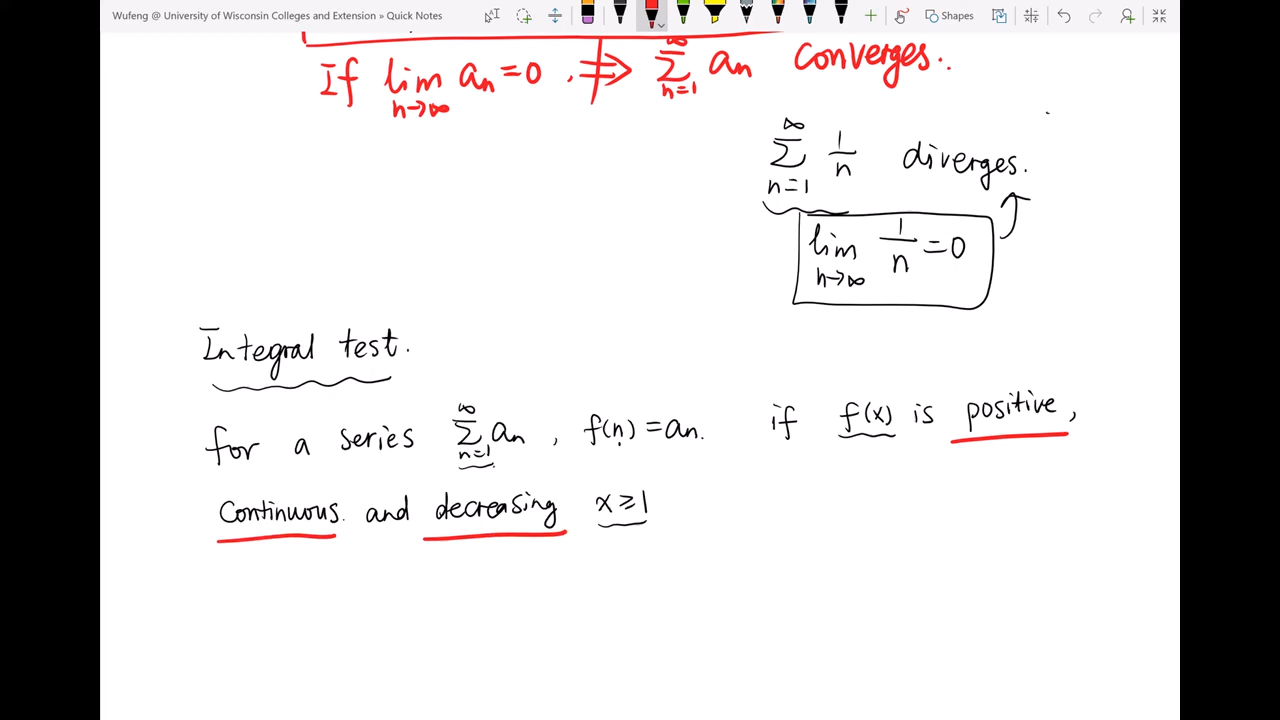 Wufeng @ University of Wisconsin Colleges and Extension » Quick Notes
Shapes
If lim n→∞ an = 0 , ⇏ ∞ Σ n=1 an converges.
∞ Σ n=1 1/n diverges.
lim n→∞ 1/n = 0
Integral test.
for a series ∞ Σ n=1 an , f(n) = an. if f(x) is positive,
continuous. and decreasing x ≥ 1